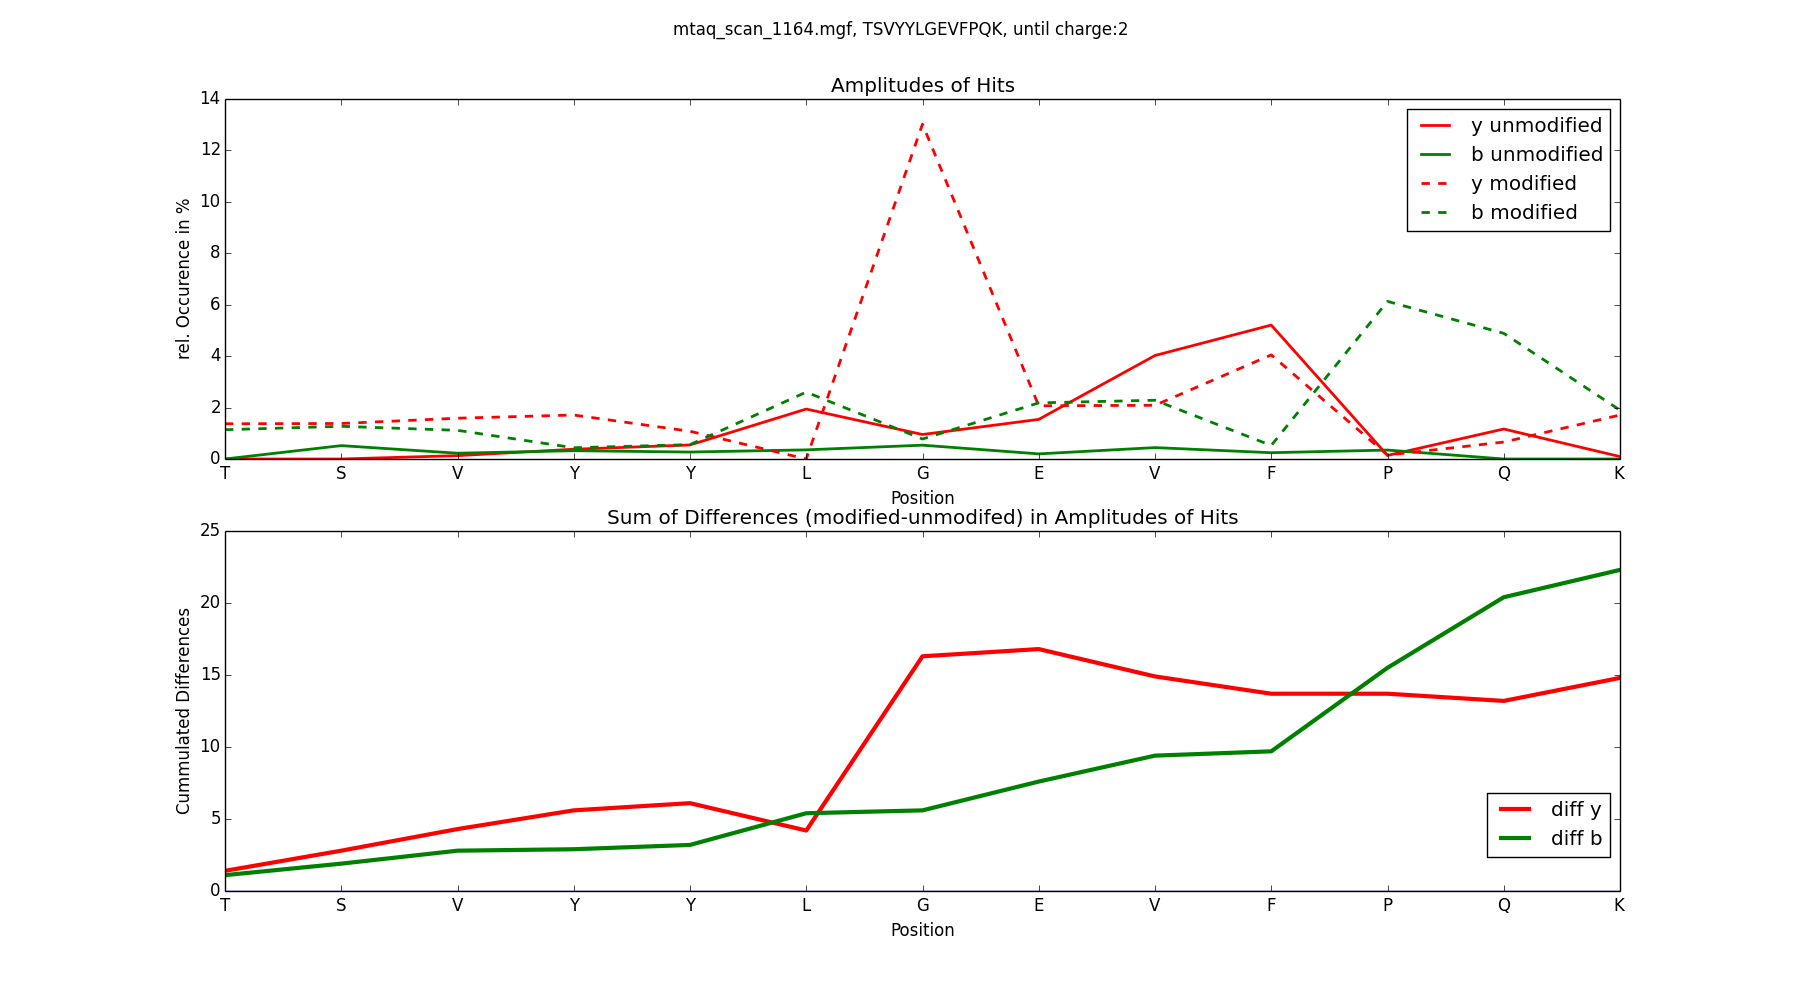 mtaq_scan_1164.mgf, TSVYYLGEVFPQK, until charge:2
Amplitudes of Hits
14
12
10
8
6
4
2
0
rel. Occurence in %
y unmodified
b unmodified
y modified
b modified
T S V Y Y L G E V F P Q K
Position
Sum of Differences (modified-unmodifed) in Amplitudes of Hits
25
20
15
10
5
0
Cummulated Differences
diff y
diff b
T S V Y Y L G E V F P Q K
Position